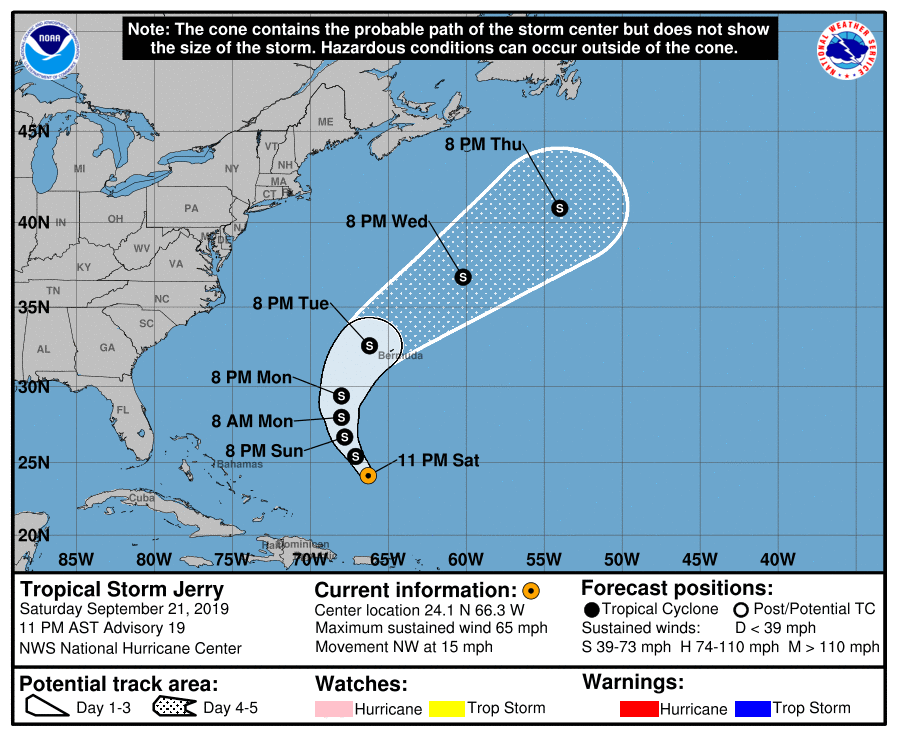 Note: The cone contains the probable path of the storm center but does not show
the size of the storm. Hazardous conditions can occur outside of the cone.
NOAA
NATIONAL WEATHER SERVICE
ME
45N
8 PM Thu
VT
NH
MI
NY
MA
CT
PA
40N
IN
OH
8 PM Wed
NJ
DE
WV
KY
VA
TN
NC
8 PM Tue
35N
SC
AL
GA
Bermuda
8 PM Mon
30N
FL
8 AM Mon
8 PM Sun
11 PM Sat
25N
Bahamas
Cuba
20N
Dominican
85W 80W 75W 70W 65W 60W 55W 50W 45W 40W
Tropical Storm Jerry
Saturday September 21, 2019
11 PM AST Advisory 19
NWS National Hurricane Center
Current information:
Center location 24.1 N 66.3 W
Maximum sustained wind 65 mph
Movement NW at 15 mph
Forecast positions:
Tropical Cyclone Post/Potential TC
Sustained winds: D < 39 mph
S 39-73 mph H 74-110 mph M > 110 mph
Potential track area:
Day 1-3 Day 4-5
Watches:
Hurricane Trop Storm
Warnings:
Hurricane Trop Storm